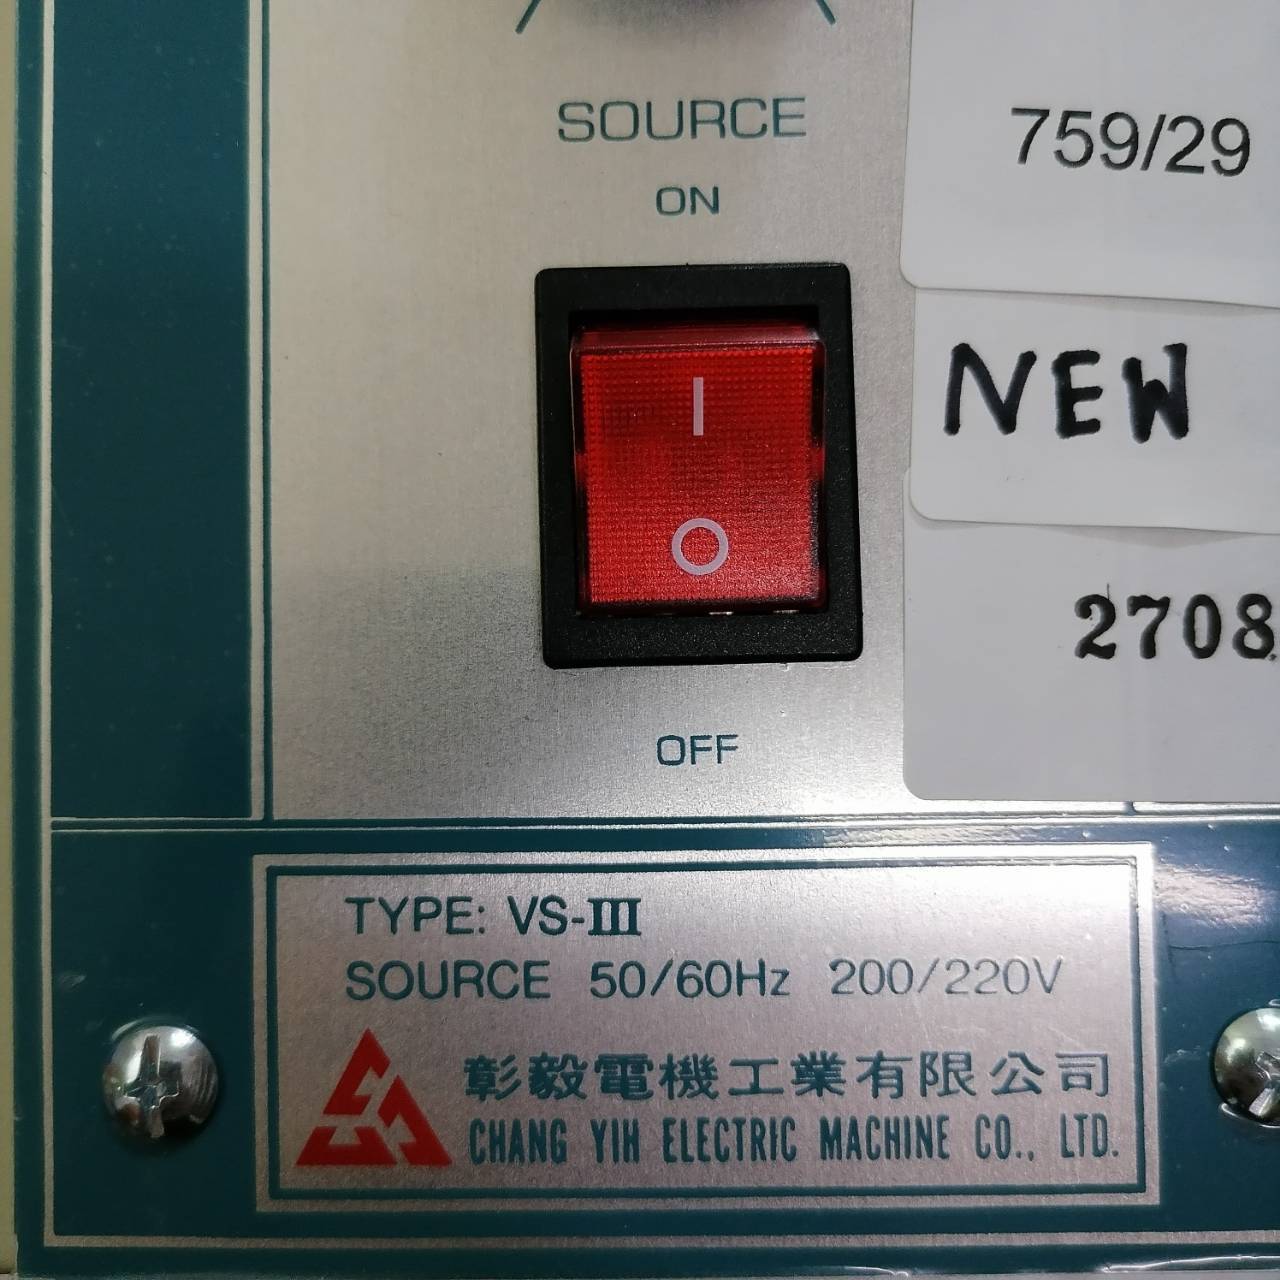 SOURCE
ON
I
O
OFF
759/29
NEW
2708
TYPE: VS-III
SOURCE 50/60Hz 200/220V
彰毅電機工業有限公司
CHANG YIH ELECTRIC MACHINE CO., LTD.